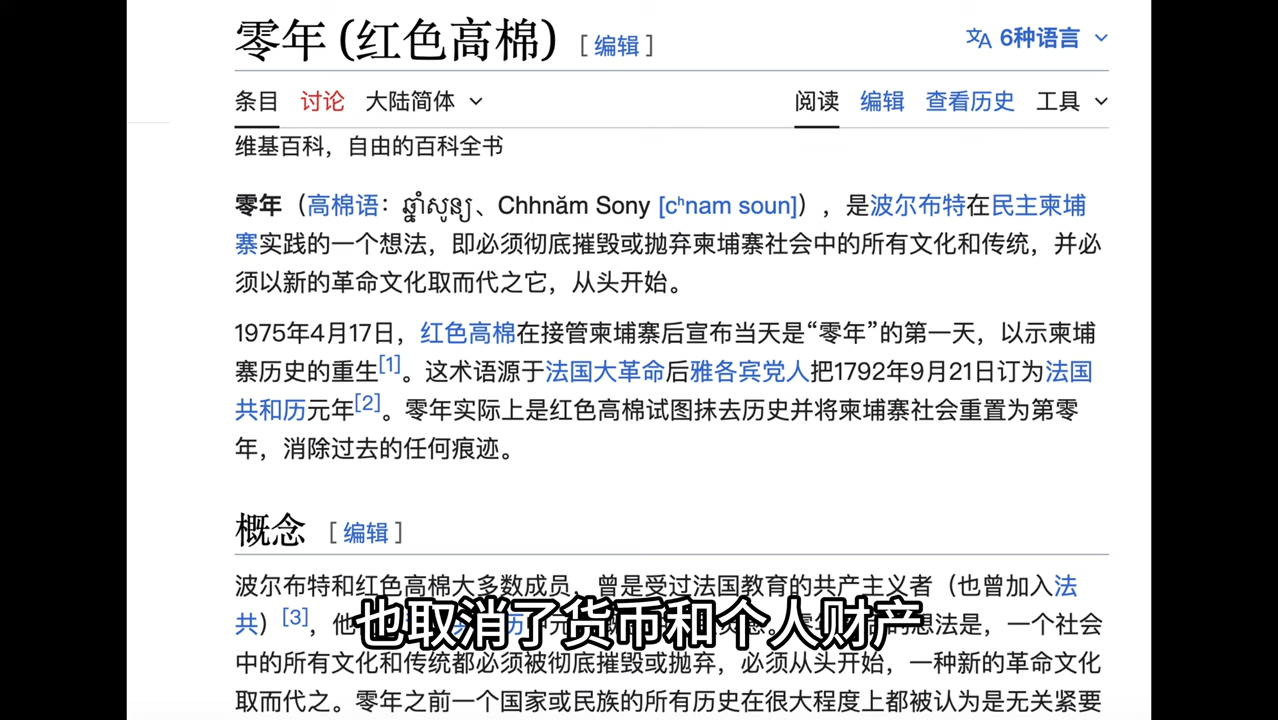 零年 (红色高棉) [ 编辑 ]
6种语言
条目 讨论 大陆简体 阅读 编辑 查看历史 工具
维基百科，自由的百科全书
零年（高棉语：ឆ្នាំសូន្យ、Chhnăm Sony [cʰnam soun]），是波尔布特在民主柬埔
寨实践的一个想法，即必须彻底摧毁或抛弃柬埔寨社会中的所有文化和传统，并必
须以新的革命文化取而代之它，从头开始。
1975年4月17日，红色高棉在接管柬埔寨后宣布当天是“零年”的第一天，以示柬埔
寨历史的重生[1]。这术语源于法国大革命后雅各宾党人把1792年9月21日订为法国
共和历元年[2]。零年实际上是红色高棉试图抹去历史并将柬埔寨社会重置为第零
年，消除过去的任何痕迹。
概念 [ 编辑 ]
波尔布特和红色高棉大多数成员，曾是受过法国教育的共产主义者（也曾加入法
共）[3]，他 想法是，一个社会
也取消了货币和个人财产
中的所有文化和传统都必须被彻底摧毁或抛弃，必须从头开始，一种新的革命文化
取而代之。零年之前一个国家或民族的所有历史在很大程度上都被认为是无关紧要